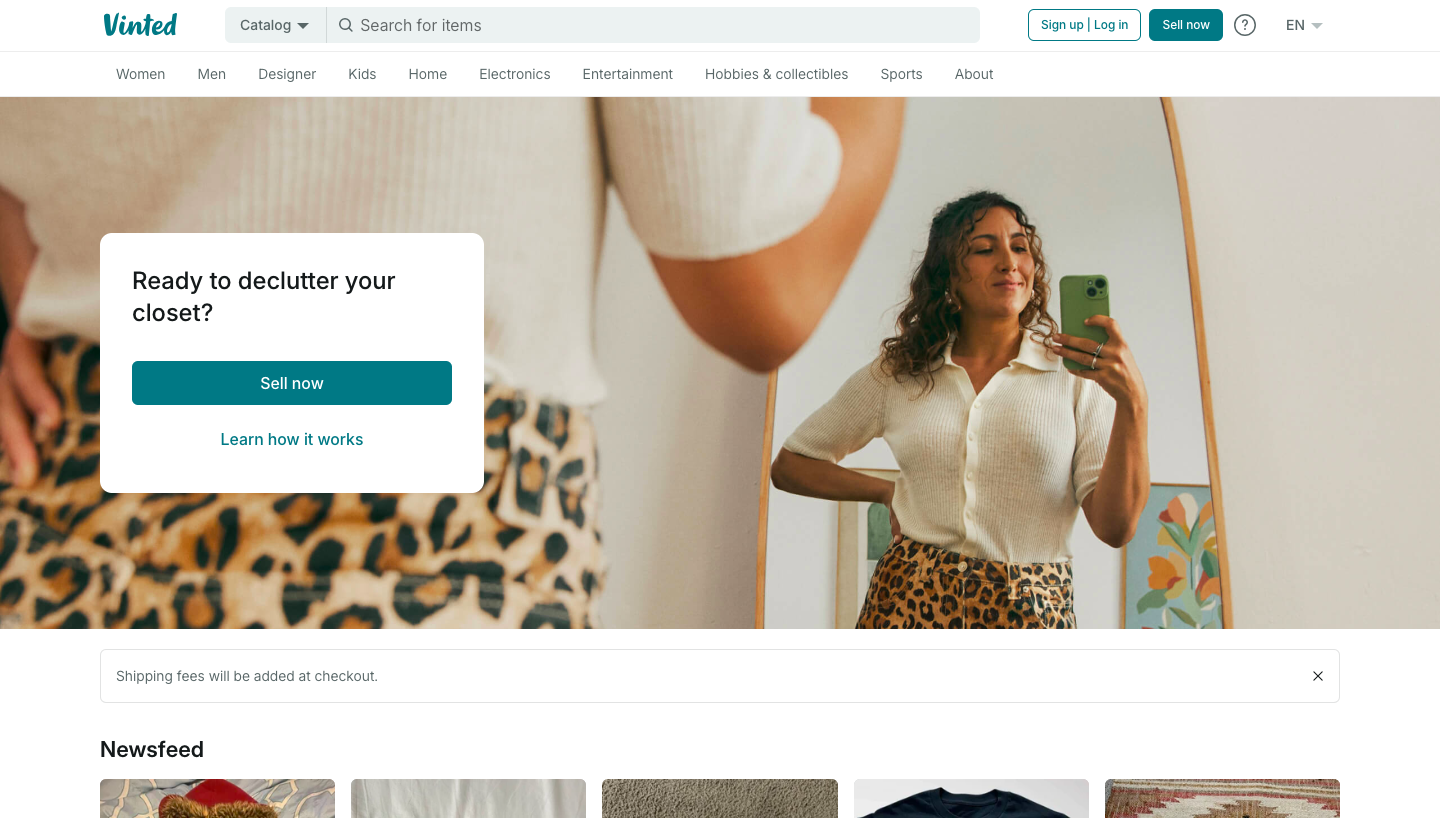 Vinted
Catalog
Search for items
Sign up | Log in
Sell now
?
EN
Women
Men
Designer
Kids
Home
Electronics
Entertainment
Hobbies & collectibles
Sports
About
Ready to declutter your
closet?
Sell now
Learn how it works
Shipping fees will be added at checkout.
Newsfeed